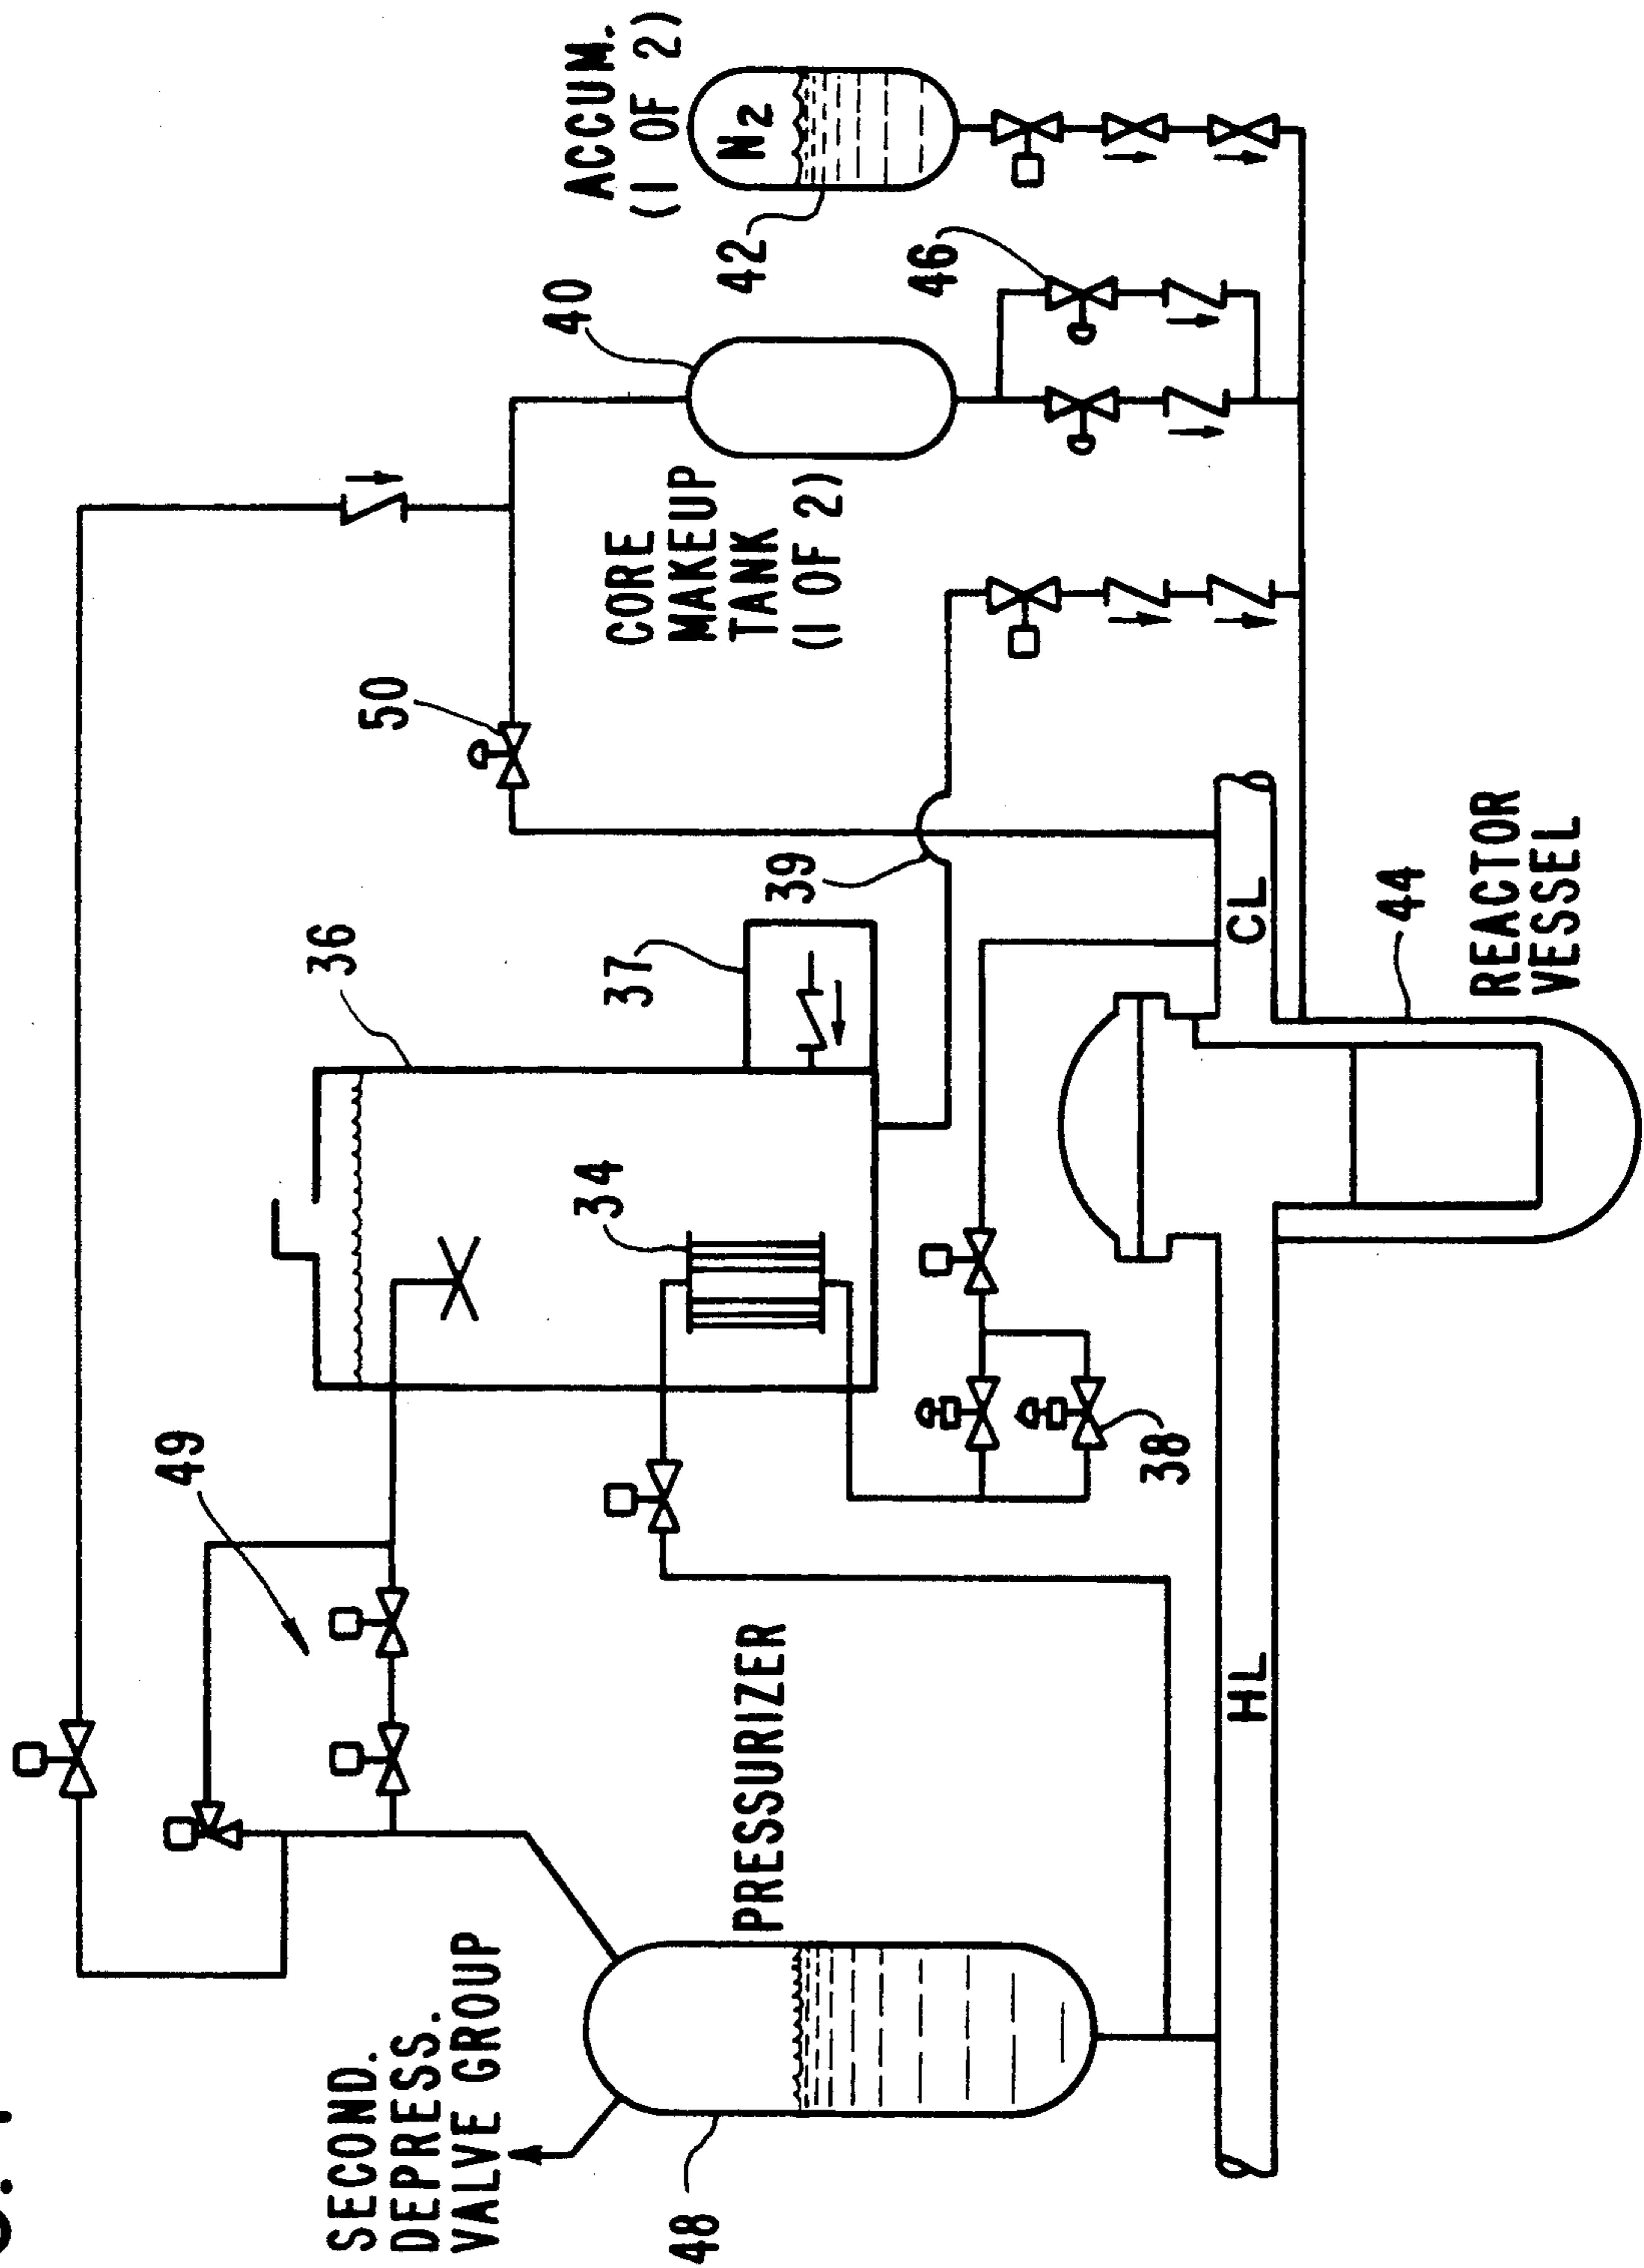 SECOND.
DEPRESS.
VALVE GROUP
48
PRESSURIZER
49
HL
38
34
36
37
39
CL
44
REACTOR
VESSEL
50
CORE
MAKEUP
TANK
(1 OF 2)
40
46
42
N2
ACCUM.
(1 OF 2)